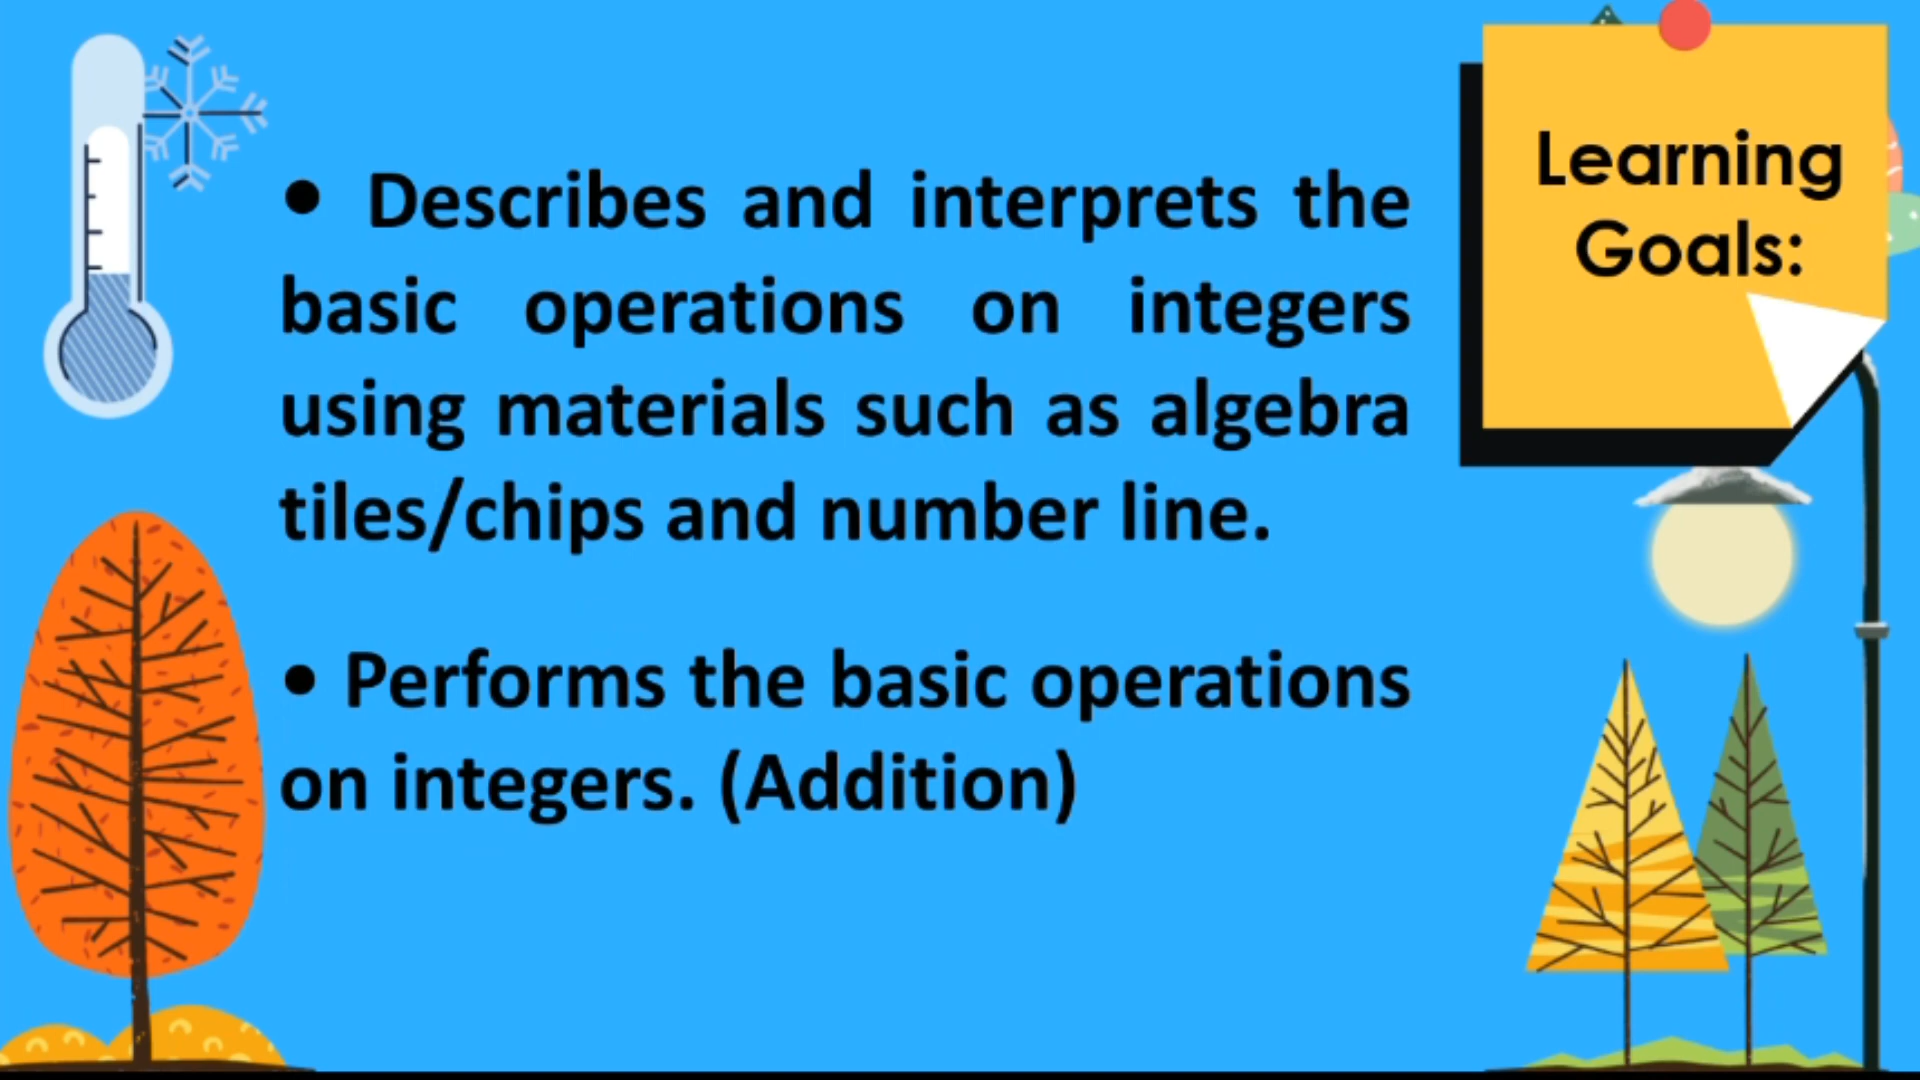 Learning
Goals:
• Describes and interprets the
basic operations on integers
using materials such as algebra
tiles/chips and number line.
• Performs the basic operations
on integers. (Addition)